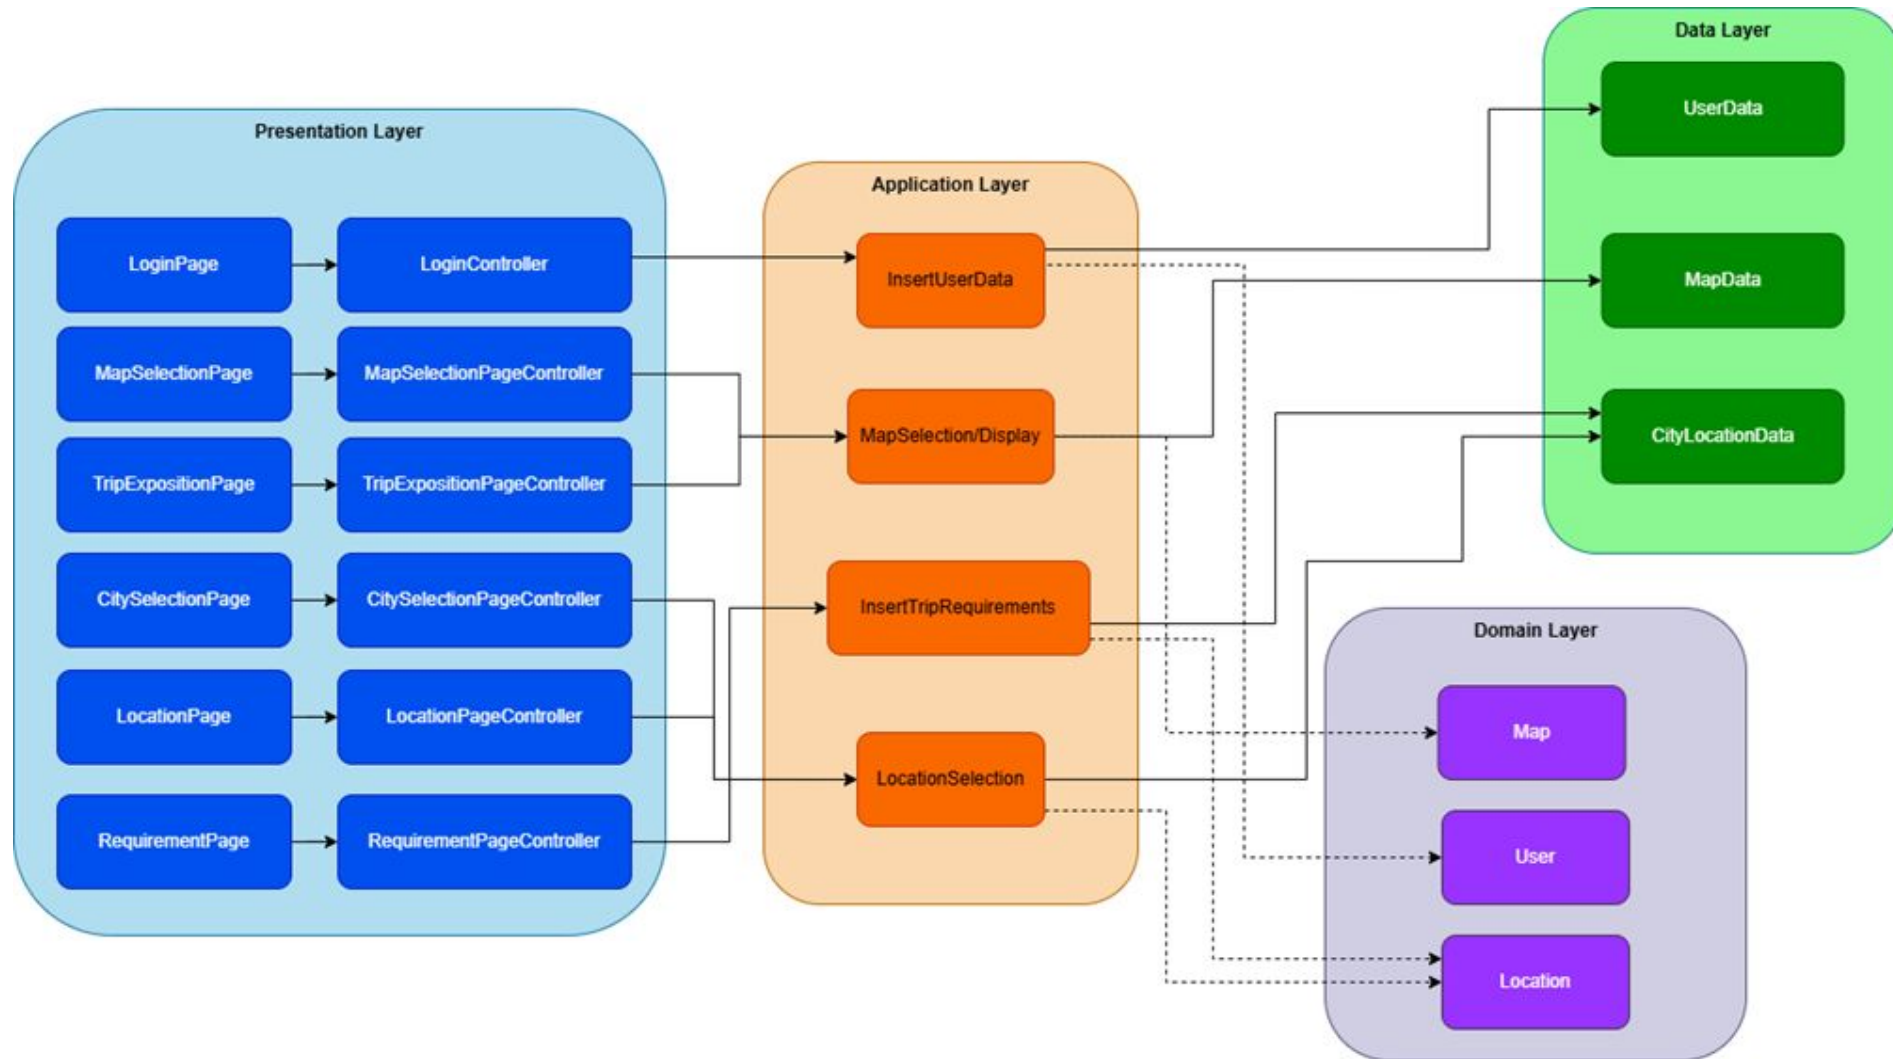 Presentation Layer
LoginPage
LoginController
MapSelectionPage
MapSelectionPageController
TripExpositionPage
TripExpositionPageController
CitySelectionPage
CitySelectionPageController
LocationPage
LocationPageController
RequirementPage
RequirementPageController
Application Layer
InsertUserData
MapSelection/Display
InsertTripRequirements
LocationSelection
Data Layer
UserData
MapData
CityLocationData
Domain Layer
Map
User
Location